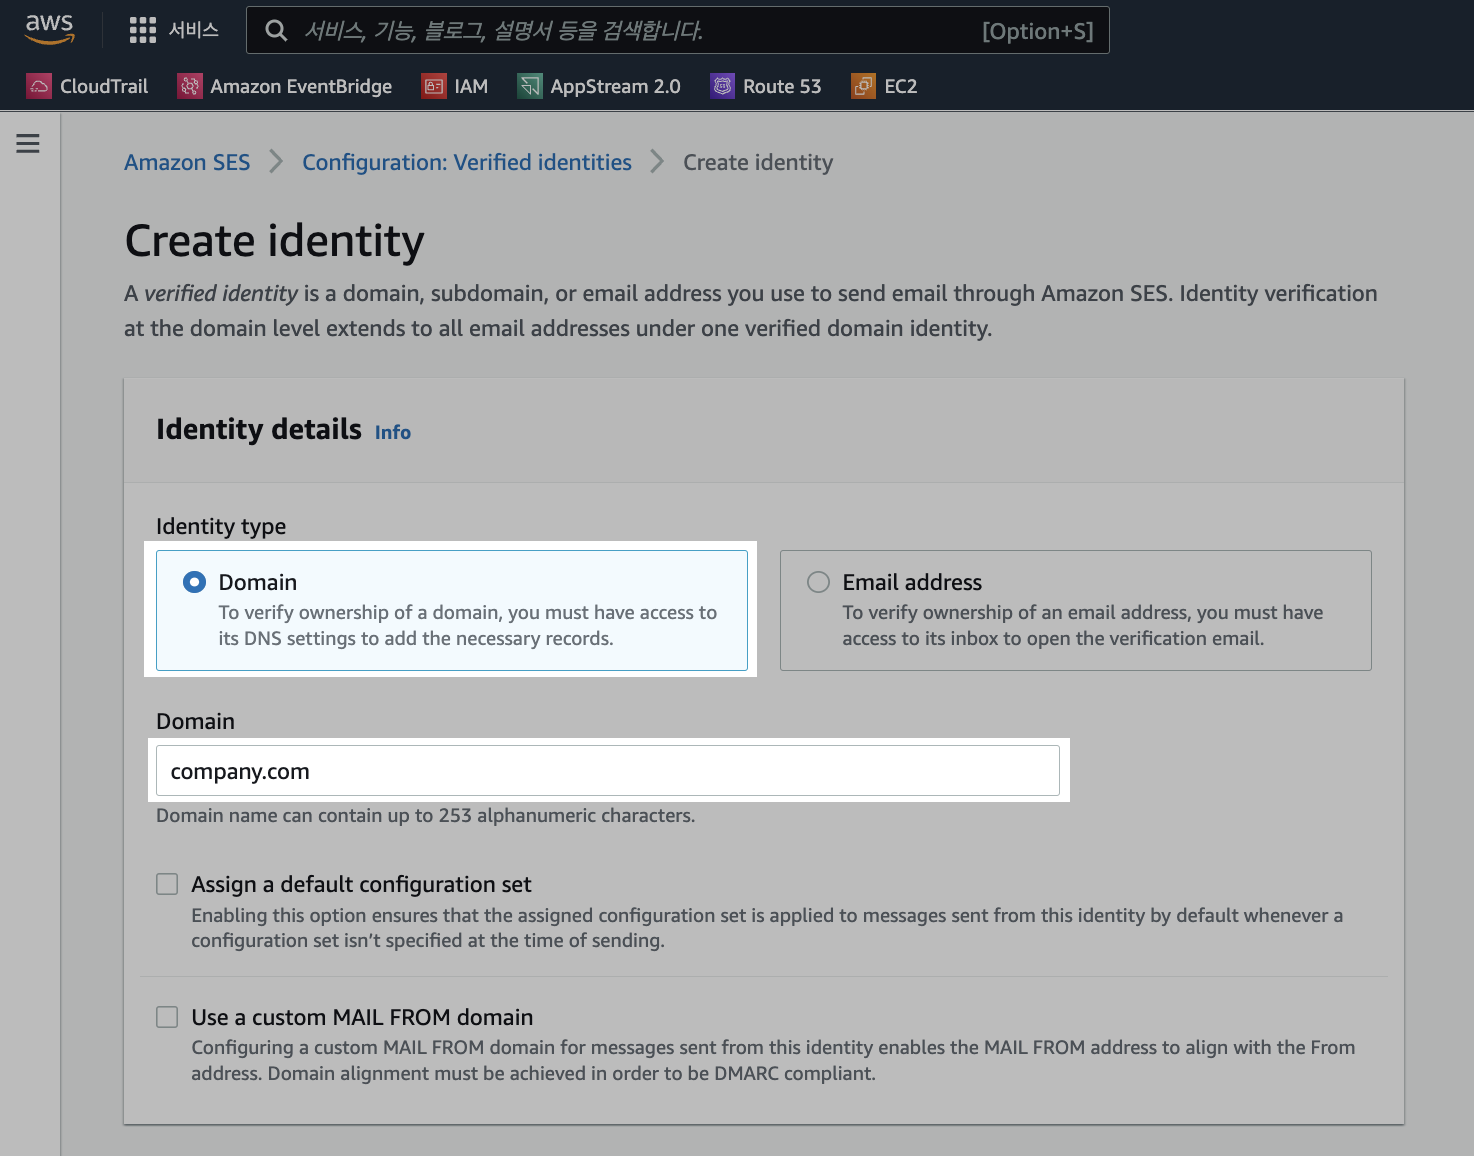 aws
서비스
서비스, 기능, 블로그, 설명서 등을 검색합니다.
[Option+S]
CloudTrail
Amazon EventBridge
IAM
AppStream 2.0
Route 53
EC2
Amazon SES
Configuration: Verified identities
Create identity
Create identity
A verified identity is a domain, subdomain, or email address you use to send email through Amazon SES. Identity verification
at the domain level extends to all email addresses under one verified domain identity.
Identity details Info
Identity type
Domain
To verify ownership of a domain, you must have access to
its DNS settings to add the necessary records.
Email address
To verify ownership of an email address, you must have
access to its inbox to open the verification email.
Domain
company.com
Domain name can contain up to 253 alphanumeric characters.
Assign a default configuration set
Enabling this option ensures that the assigned configuration set is applied to messages sent from this identity by default whenever a
configuration set isn’t specified at the time of sending.
Use a custom MAIL FROM domain
Configuring a custom MAIL FROM domain for messages sent from this identity enables the MAIL FROM address to align with the From
address. Domain alignment must be achieved in order to be DMARC compliant.